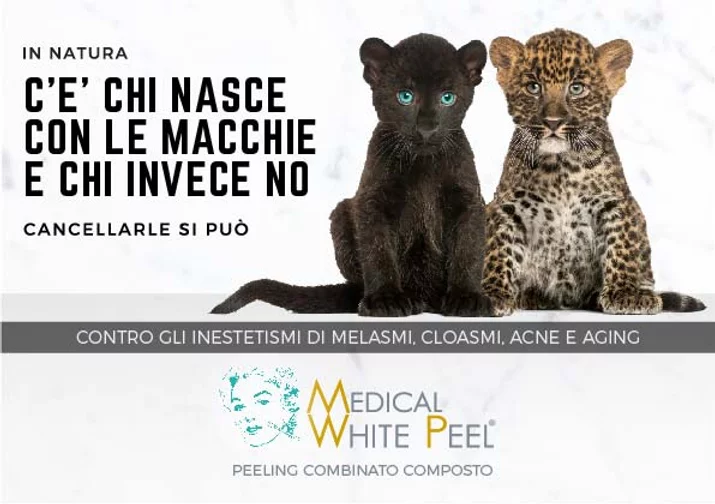 IN NATURA
C'E' CHI NASCE
CON LE MACCHIE
E CHI INVECE NO
CANCELLARLE SI PUÒ
CONTRO GLI INESTETISMI DI MELASMI, CLOASMI, ACNE E AGING
MEDICAL
WHITE PEEL®
PEELING COMBINATO COMPOSTO